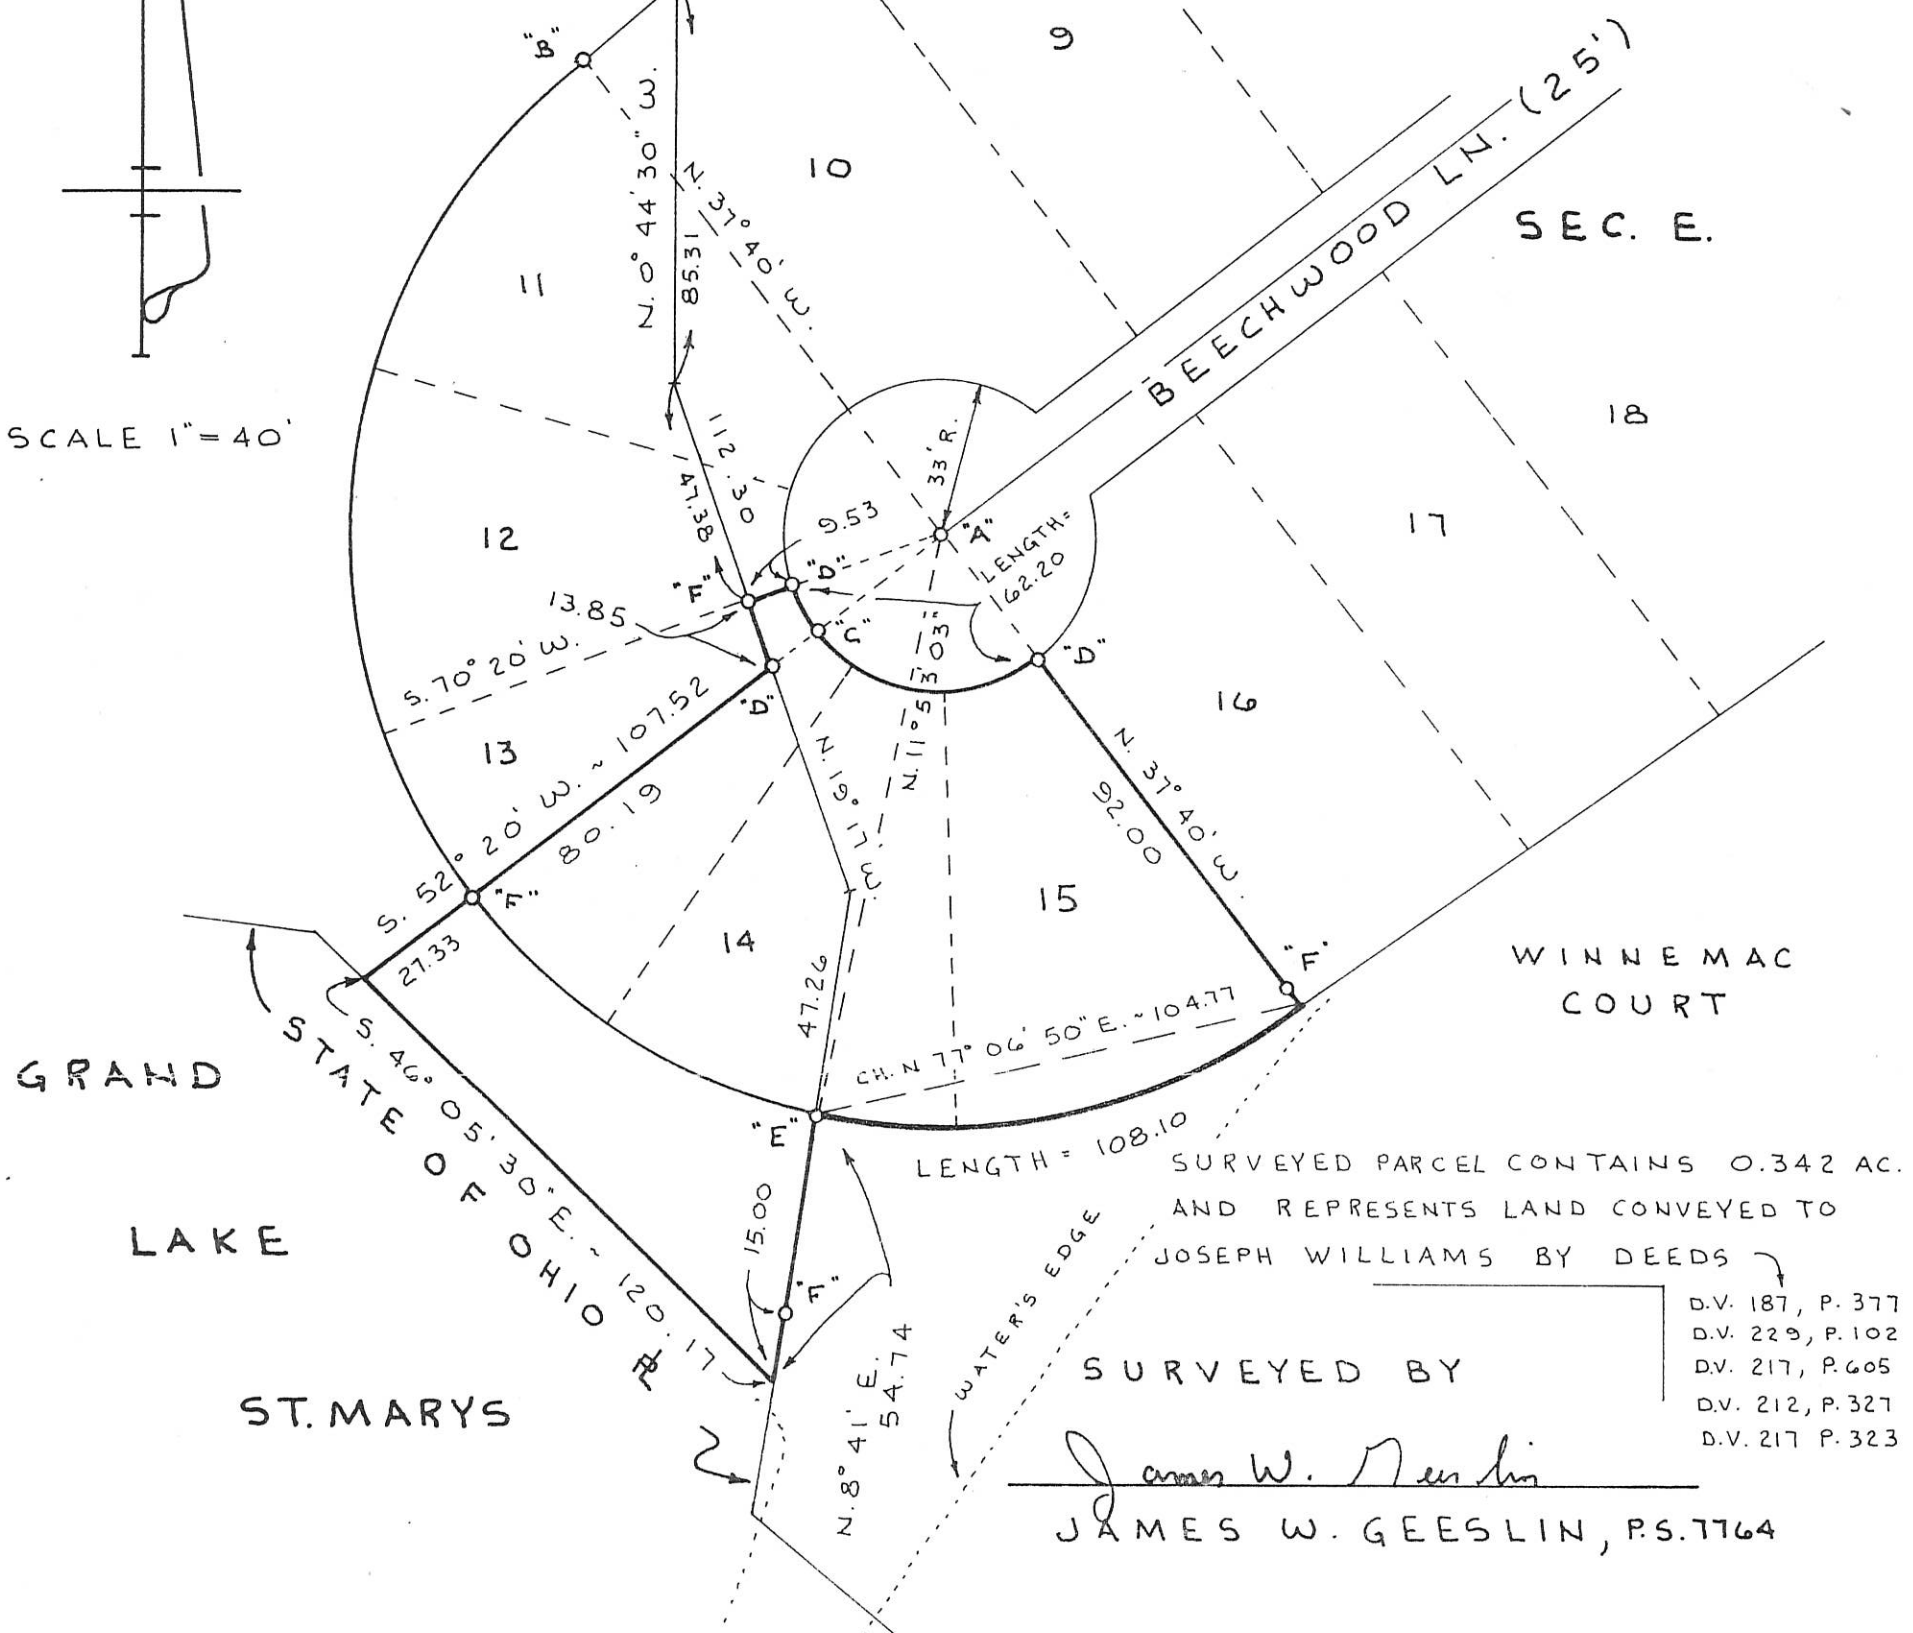 "B"
N. 0° 44' 30" W.
85.31
N. 37° 40' W.
9
10
11
BEECHWOOD LN. (25')
SEC. E.
SCALE 1" = 40'
112.30
47.38
33' R.
18
17
12
9.53
"A"
LENGTH =
62.20
"F"
"D"
13.85
"C"
"D"
S. 70° 20' W.
N. 11° 53' 03"
"D"
16
13
S. 52° 20' W. ~ 107.52
80.19
N. 19° 17' W.
N. 37° 40' W.
92.00
"F"
27.33
14
15
"F"
WINNEMAC
COURT
47.26
CH. N 77° 06' 50" E. ~ 104.77
GRAND
LAKE
ST. MARYS
STATE OF OHIO
S. 46° 05' 30" E. ~ 120.17
"E"
LENGTH = 108.10
15.00
"F"
N. 8° 41' E.
54.74
WATER'S EDGE
SURVEYED PARCEL CONTAINS 0.342 AC.
AND REPRESENTS LAND CONVEYED TO
JOSEPH WILLIAMS BY DEEDS
D.V. 187, P. 377
D.V. 229, P. 102
D.V. 217, P. 605
D.V. 212, P. 327
D.V. 217 P. 323
SURVEYED BY
James W. Geeslin
JAMES W. GEESLIN, P.S. 7764